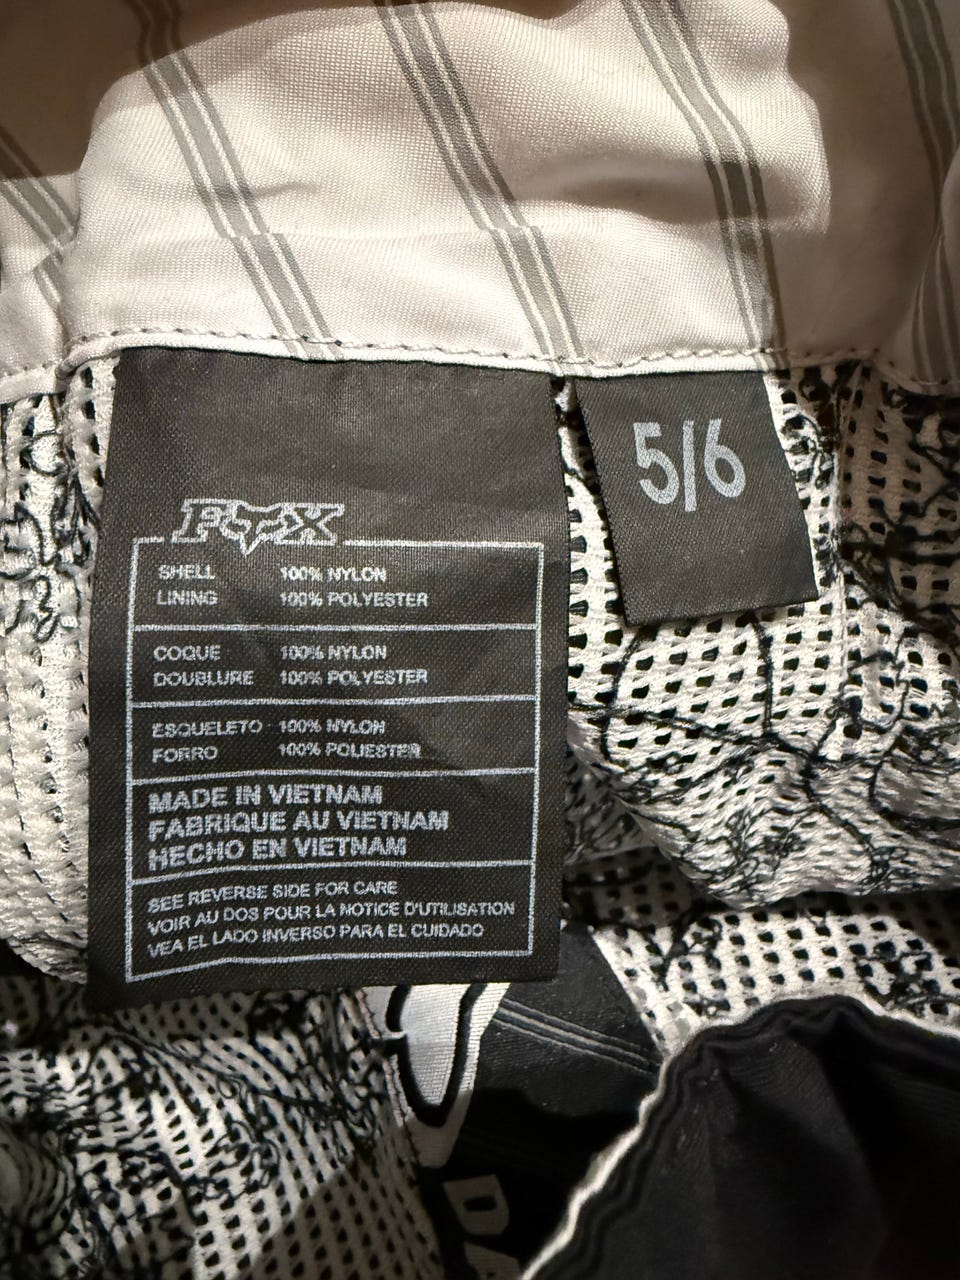 FOX
5/6
SHELL 100% NYLON
LINING 100% POLYESTER
COQUE 100% NYLON
DOUBLURE 100% POLYESTER
ESQUELETO 100% NYLON
FORRO 100% POLIESTER
MADE IN VIETNAM
FABRIQUE AU VIETNAM
HECHO EN VIETNAM
SEE REVERSE SIDE FOR CARE
VOIR AU DOS POUR LA NOTICE D'UTILISATION
VEA EL LADO INVERSO PARA EL CUIDADO